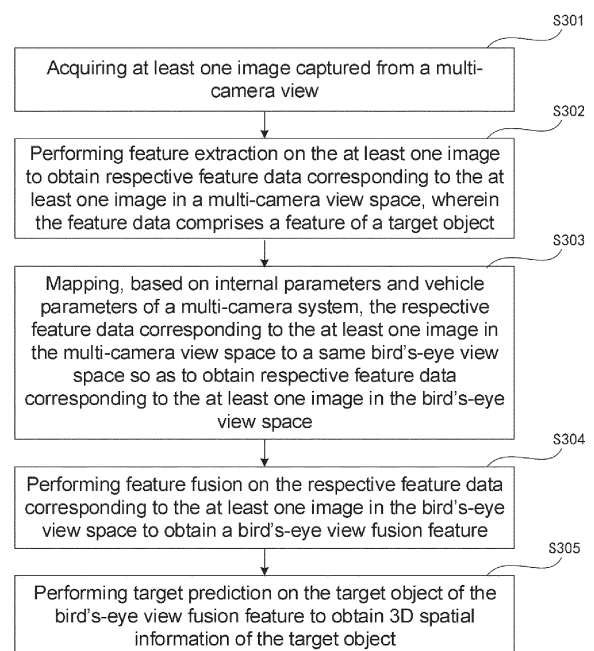 S301
Acquiring at least one image captured from a multi-
camera view
S302
Performing feature extraction on the at least one image
to obtain respective feature data corresponding to the at
least one image in a multi-camera view space, wherein
the feature data comprises a feature of a target object
S303
Mapping, based on internal parameters and vehicle
parameters of a multi-camera system, the respective
feature data corresponding to the at least one image in
the multi-camera view space to a same bird's-eye view
space so as to obtain respective feature data
corresponding to the at least one image in the bird's-eye
view space
S304
Performing feature fusion on the respective feature data
corresponding to the at least one image in the bird's-eye
view space to obtain a bird's-eye view fusion feature
S305
Performing target prediction on the target object of the
bird's-eye view fusion feature to obtain 3D spatial
information of the target object